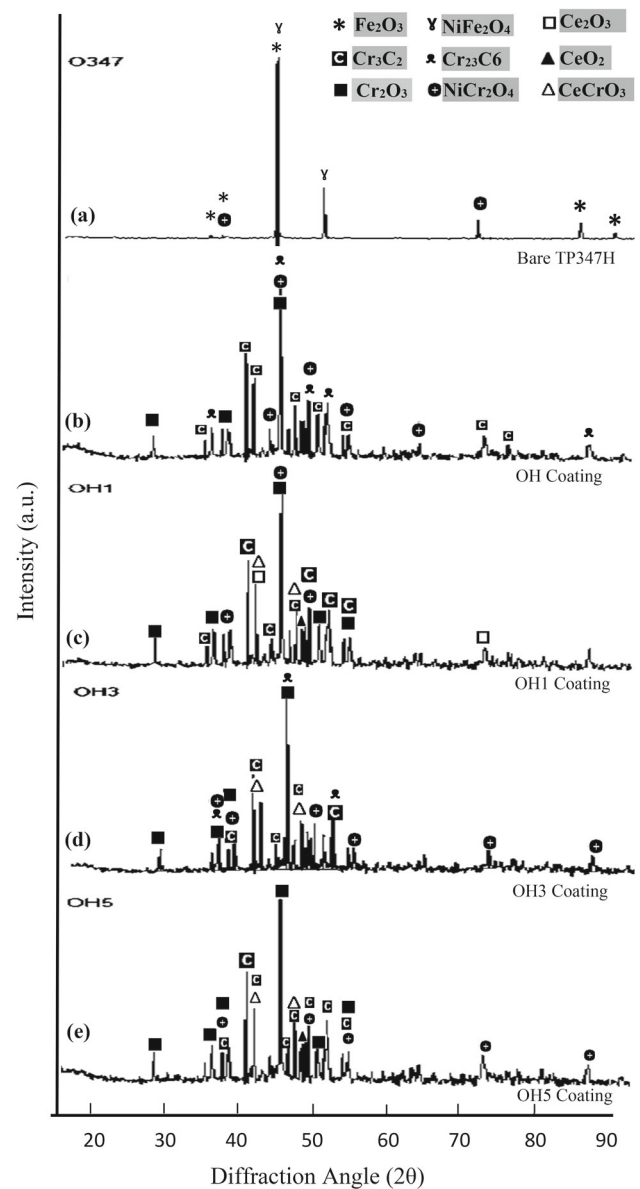 Fe₂O₃ NiFe₂O₄ Ce₂O₃
Cr₃C₂ Cr₂₃C6 CeO₂
Cr₂O₃ NiCr₂O₄ CeCrO₃
O347
(a)
Bare TP347H
(b)
OH Coating
OH1
(c)
OH1 Coating
OH3
(d)
OH3 Coating
OH5
(e)
OH5 Coating
Intensity (a.u.)
20 30 40 50 60 70 80 90
Diffraction Angle (2θ)